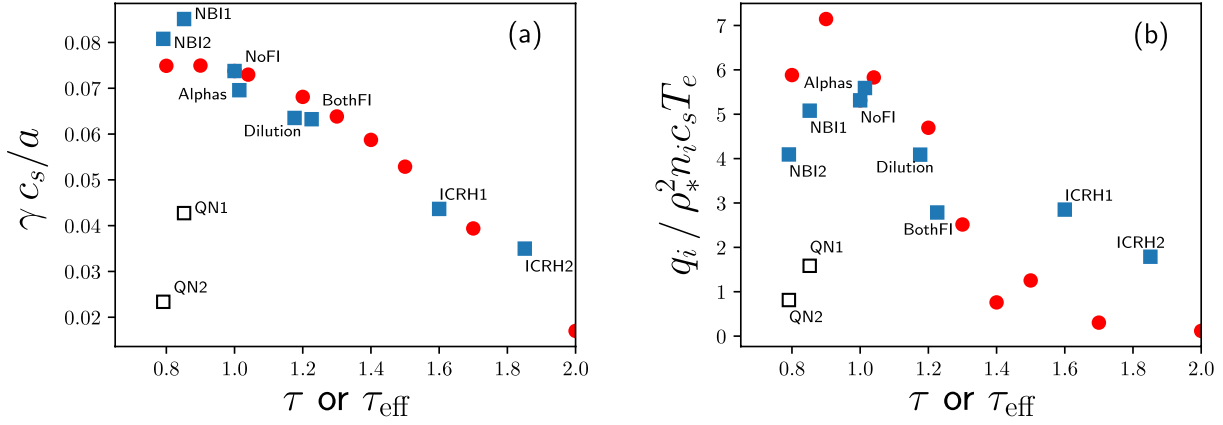 (a)
NBI1
NBI2
NoFI
Alphas
BothFI
Dilution
ICRH1
ICRH2
QN1
QN2
0.08
0.07
0.06
0.05
0.04
0.03
0.02
γ c_s/a
0.8 1.0 1.2 1.4 1.6 1.8 2.0
τ or τ_eff
(b)
Alphas
NBI1
NoFI
NBI2
Dilution
BothFI
ICRH1
ICRH2
QN1
QN2
7
6
5
4
3
2
1
0
q_i / ρ_*^2 n_i c_s T_e
0.8 1.0 1.2 1.4 1.6 1.8 2.0
τ or τ_eff